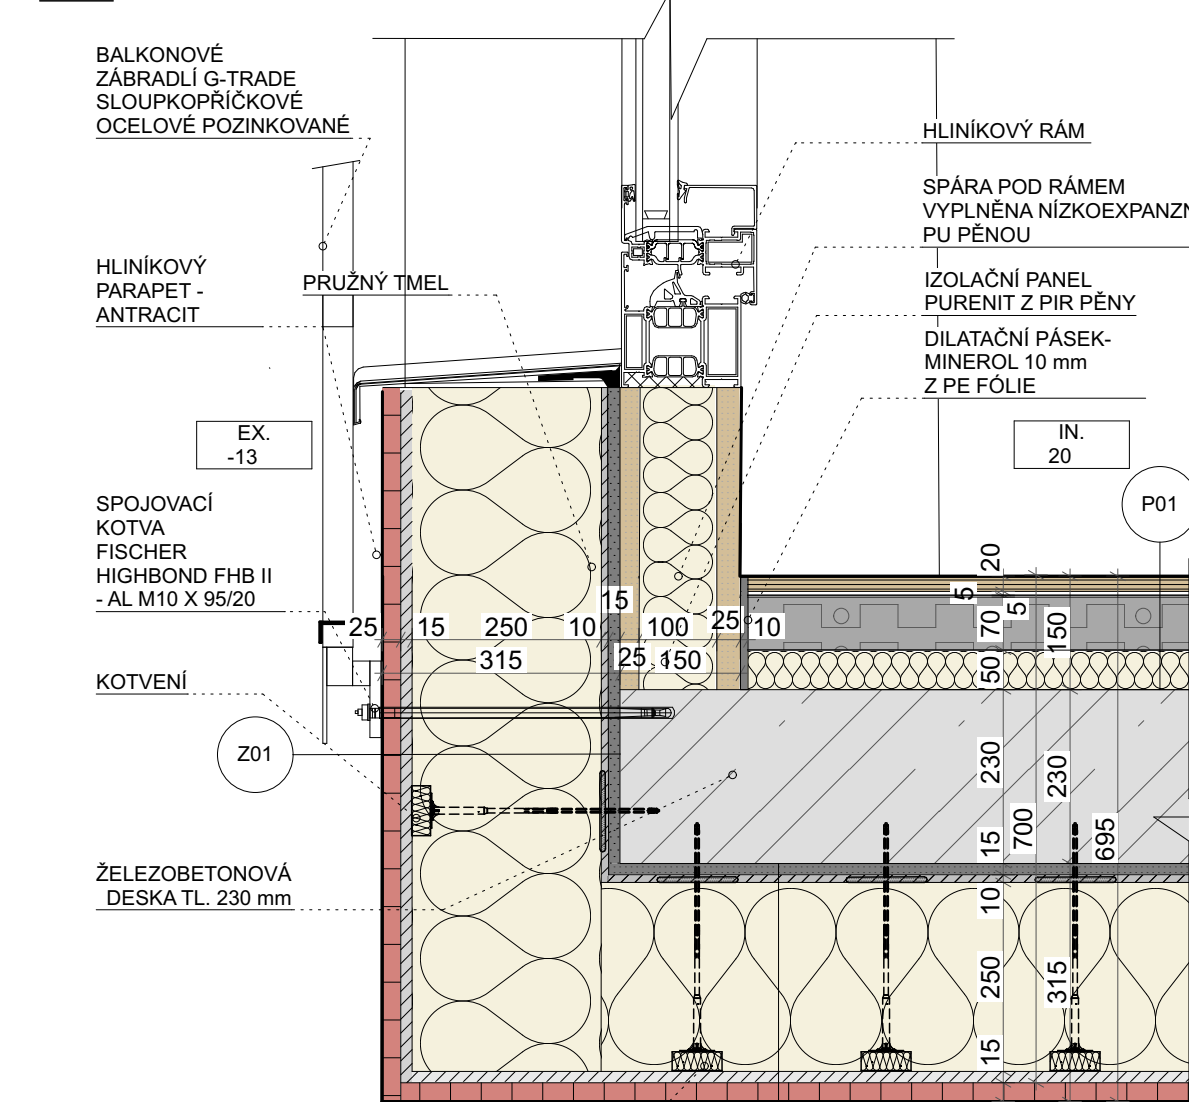 BALKONOVÉ
ZÁBRADLÍ G-TRADE
SLOUPKOPŘÍČKOVÉ
OCELOVÉ POZINKOVANÉ
HLINÍKOVÝ
PARAPET -
ANTRACIT
PRUŽNÝ TMEL
HLINÍKOVÝ RÁM
SPÁRA POD RÁMEM
VYPLNĚNA NÍZKOEXPANZN
PU PĚNOU
IZOLAČNÍ PANEL
PURENIT Z PIR PĚNY
DILATAČNÍ PÁSEK-
MINEROL 10 mm
Z PE FÓLIE
EX.
-13
IN.
20
P01
SPOJOVACÍ
KOTVA
FISCHER
HIGHBOND FHB II
- AL M10 X 95/20
KOTVENÍ
Z01
ŽELEZOBETONOVÁ
DESKA TL. 230 mm
25 15 250 10 15 100 25 10
315 25 150
20
5
70
50
230
15
10
250
15
5
150
230
315
700
695